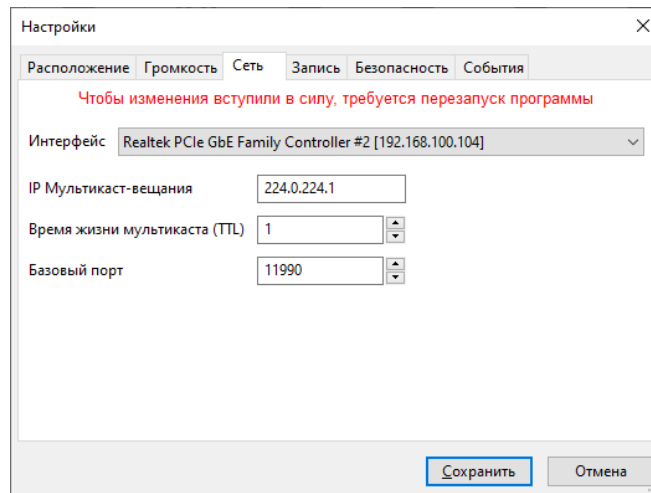 Настройки
Расположение Громкость Сеть Запись Безопасность События
Чтобы изменения вступили в силу, требуется перезапуск программы
Интерфейс Realtek PCIe GbE Family Controller #2 [192.168.100.104]
IP Мультикаст-вещания 224.0.224.1
Время жизни мультикаста (TTL) 1
Базовый порт 11990
Сохранить Отмена